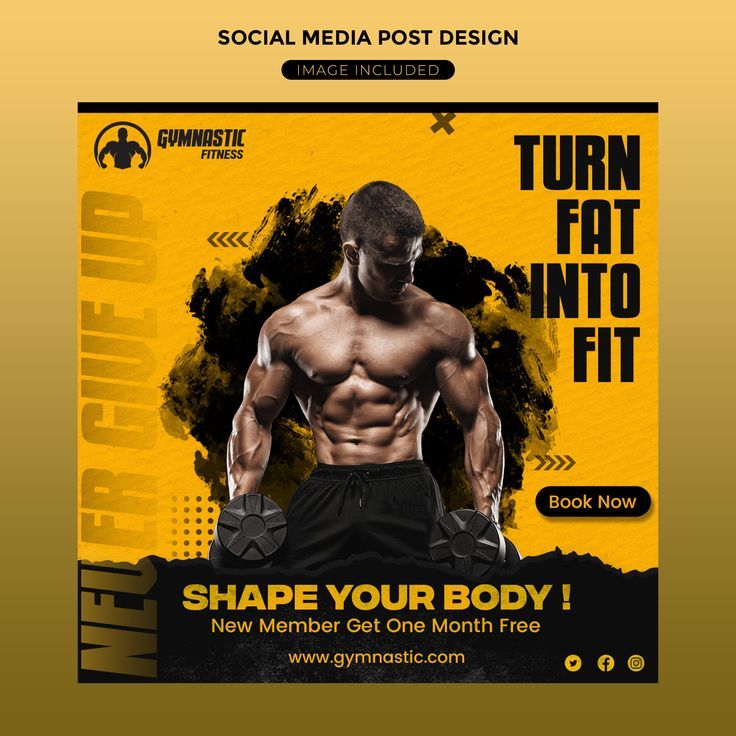 SOCIAL MEDIA POST DESIGN
IMAGE INCLUDED
GYMNASTIC
FITNESS
TURN
FAT
INTO
FIT
NEVER GIVE UP
Book Now
SHAPE YOUR BODY !
New Member Get One Month Free
www.gymnastic.com